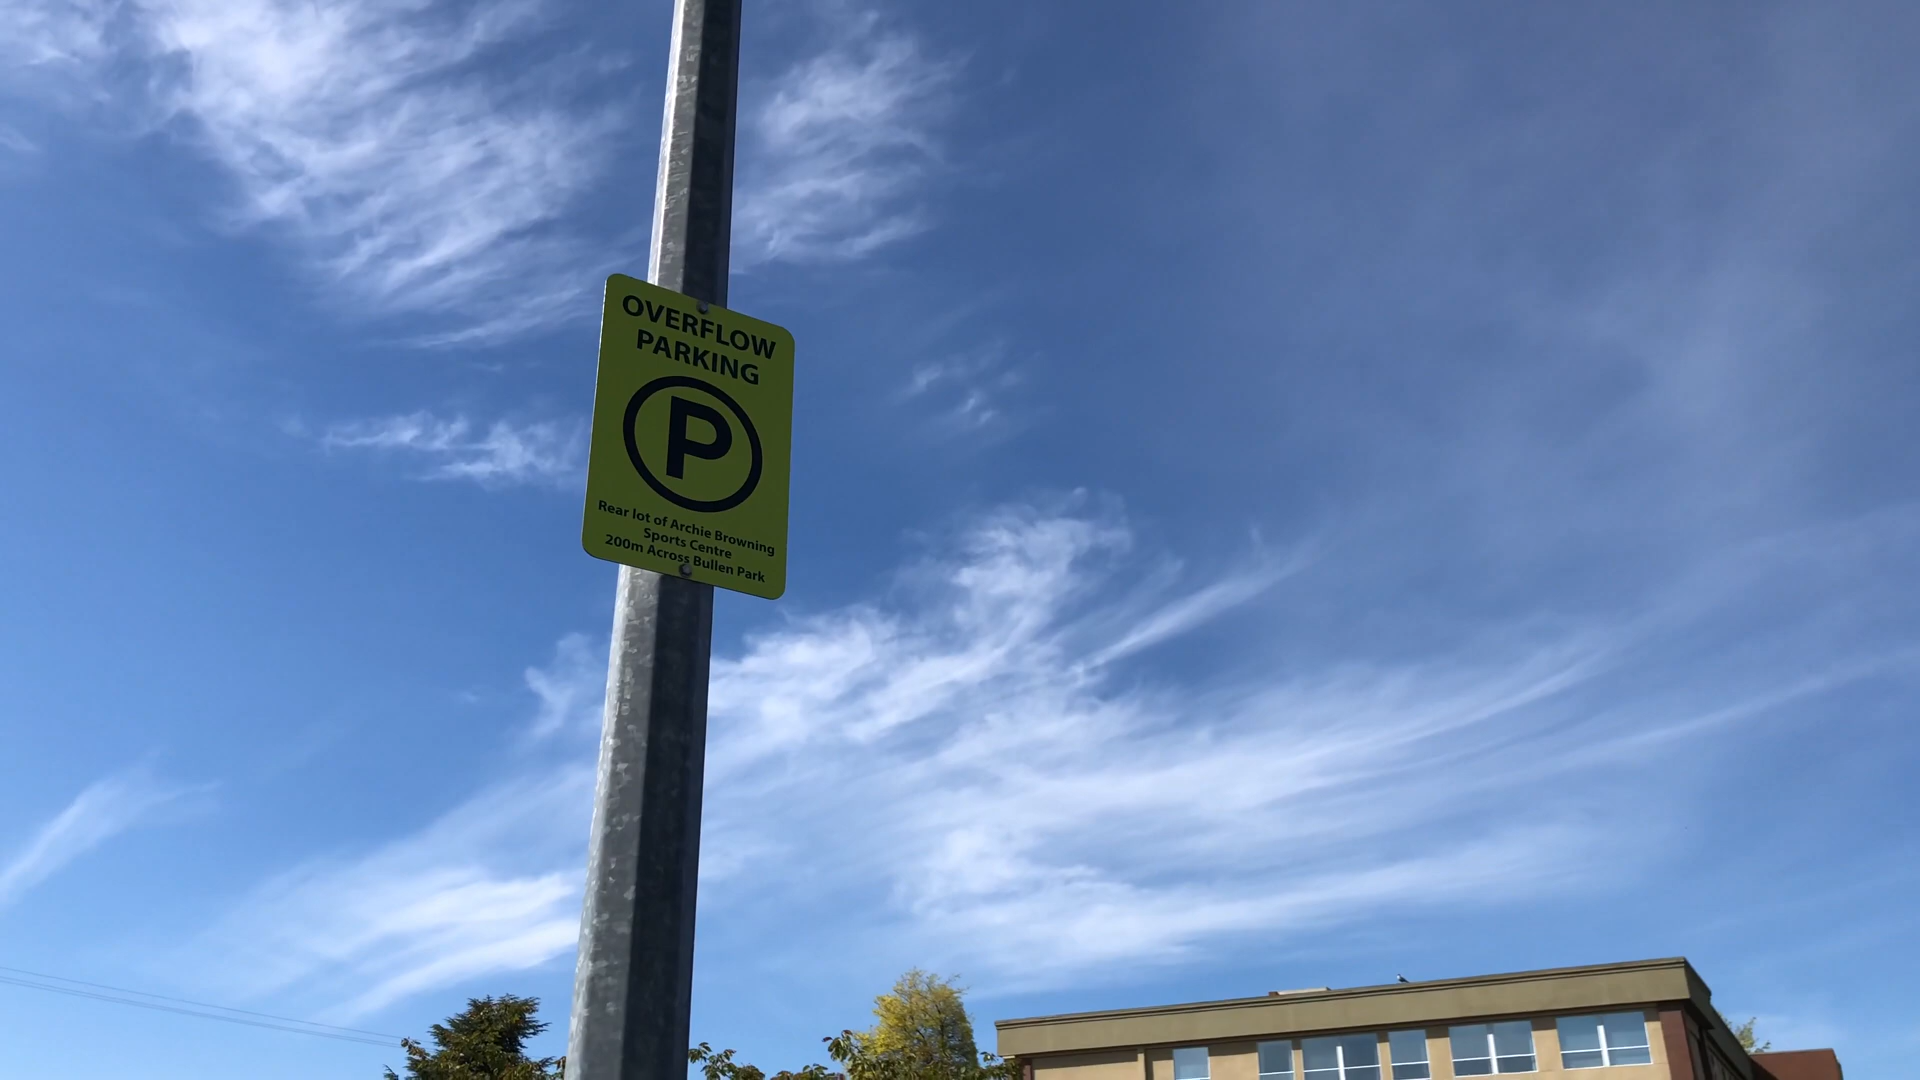 OVERFLOW
PARKING
P
Rear lot of Archie Browning
Sports Centre
200m Across Bullen Park